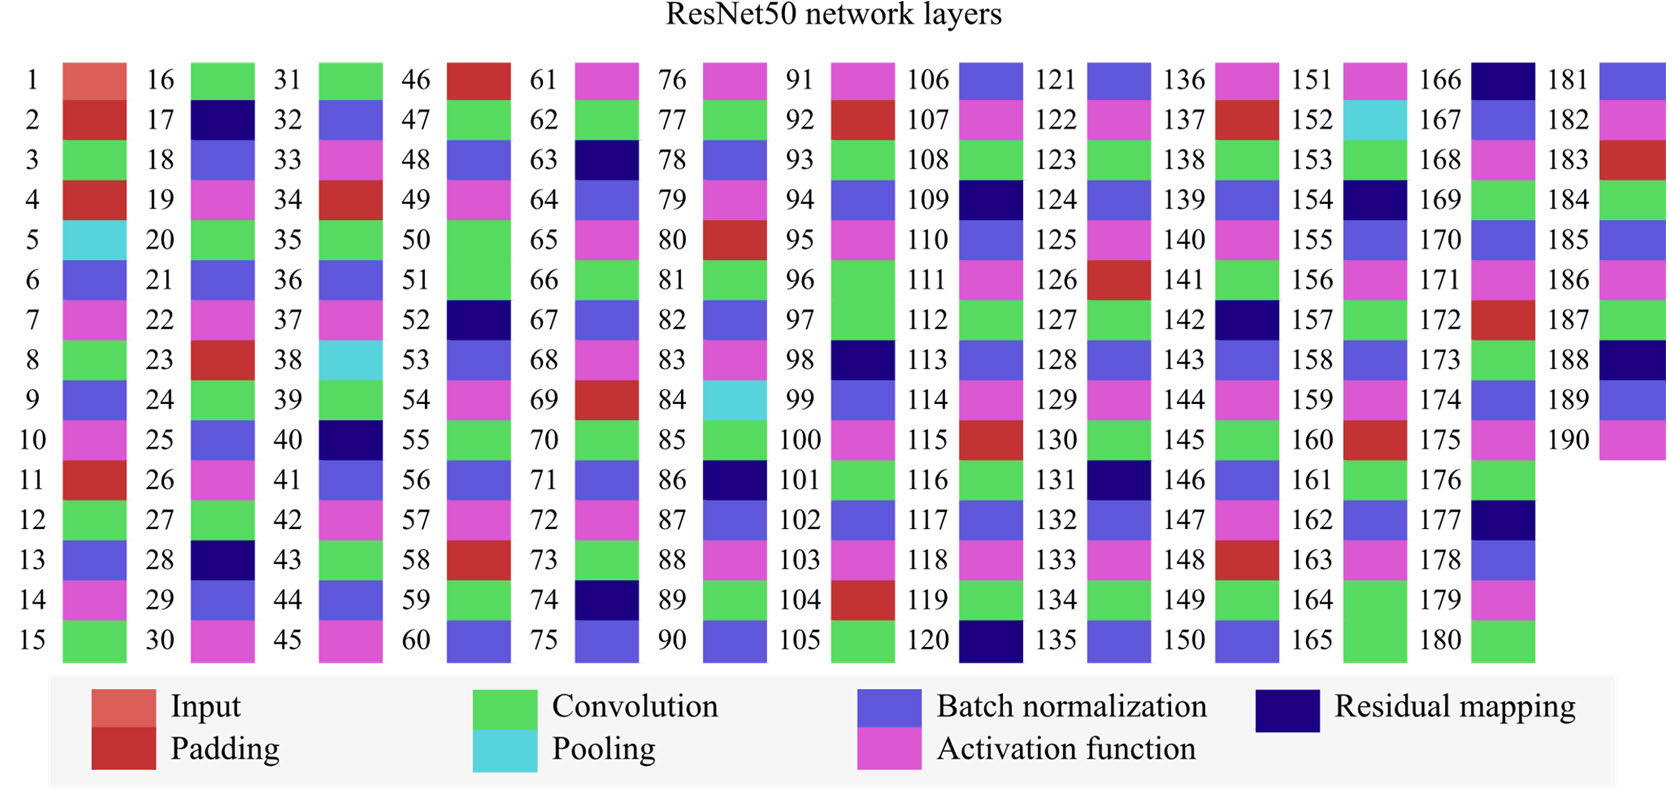 ResNet50 network layers
1 16 31 46 61 76 91 106 121 136 151 166 181
2 17 32 47 62 77 92 107 122 137 152 167 182
3 18 33 48 63 78 93 108 123 138 153 168 183
4 19 34 49 64 79 94 109 124 139 154 169 184
5 20 35 50 65 80 95 110 125 140 155 170 185
6 21 36 51 66 81 96 111 126 141 156 171 186
7 22 37 52 67 82 97 112 127 142 157 172 187
8 23 38 53 68 83 98 113 128 143 158 173 188
9 24 39 54 69 84 99 114 129 144 159 174 189
10 25 40 55 70 85 100 115 130 145 160 175 190
11 26 41 56 71 86 101 116 131 146 161 176
12 27 42 57 72 87 102 117 132 147 162 177
13 28 43 58 73 88 103 118 133 148 163 178
14 29 44 59 74 89 104 119 134 149 164 179
15 30 45 60 75 90 105 120 135 150 165 180
Input Convolution Batch normalization Residual mapping
Padding Pooling Activation function